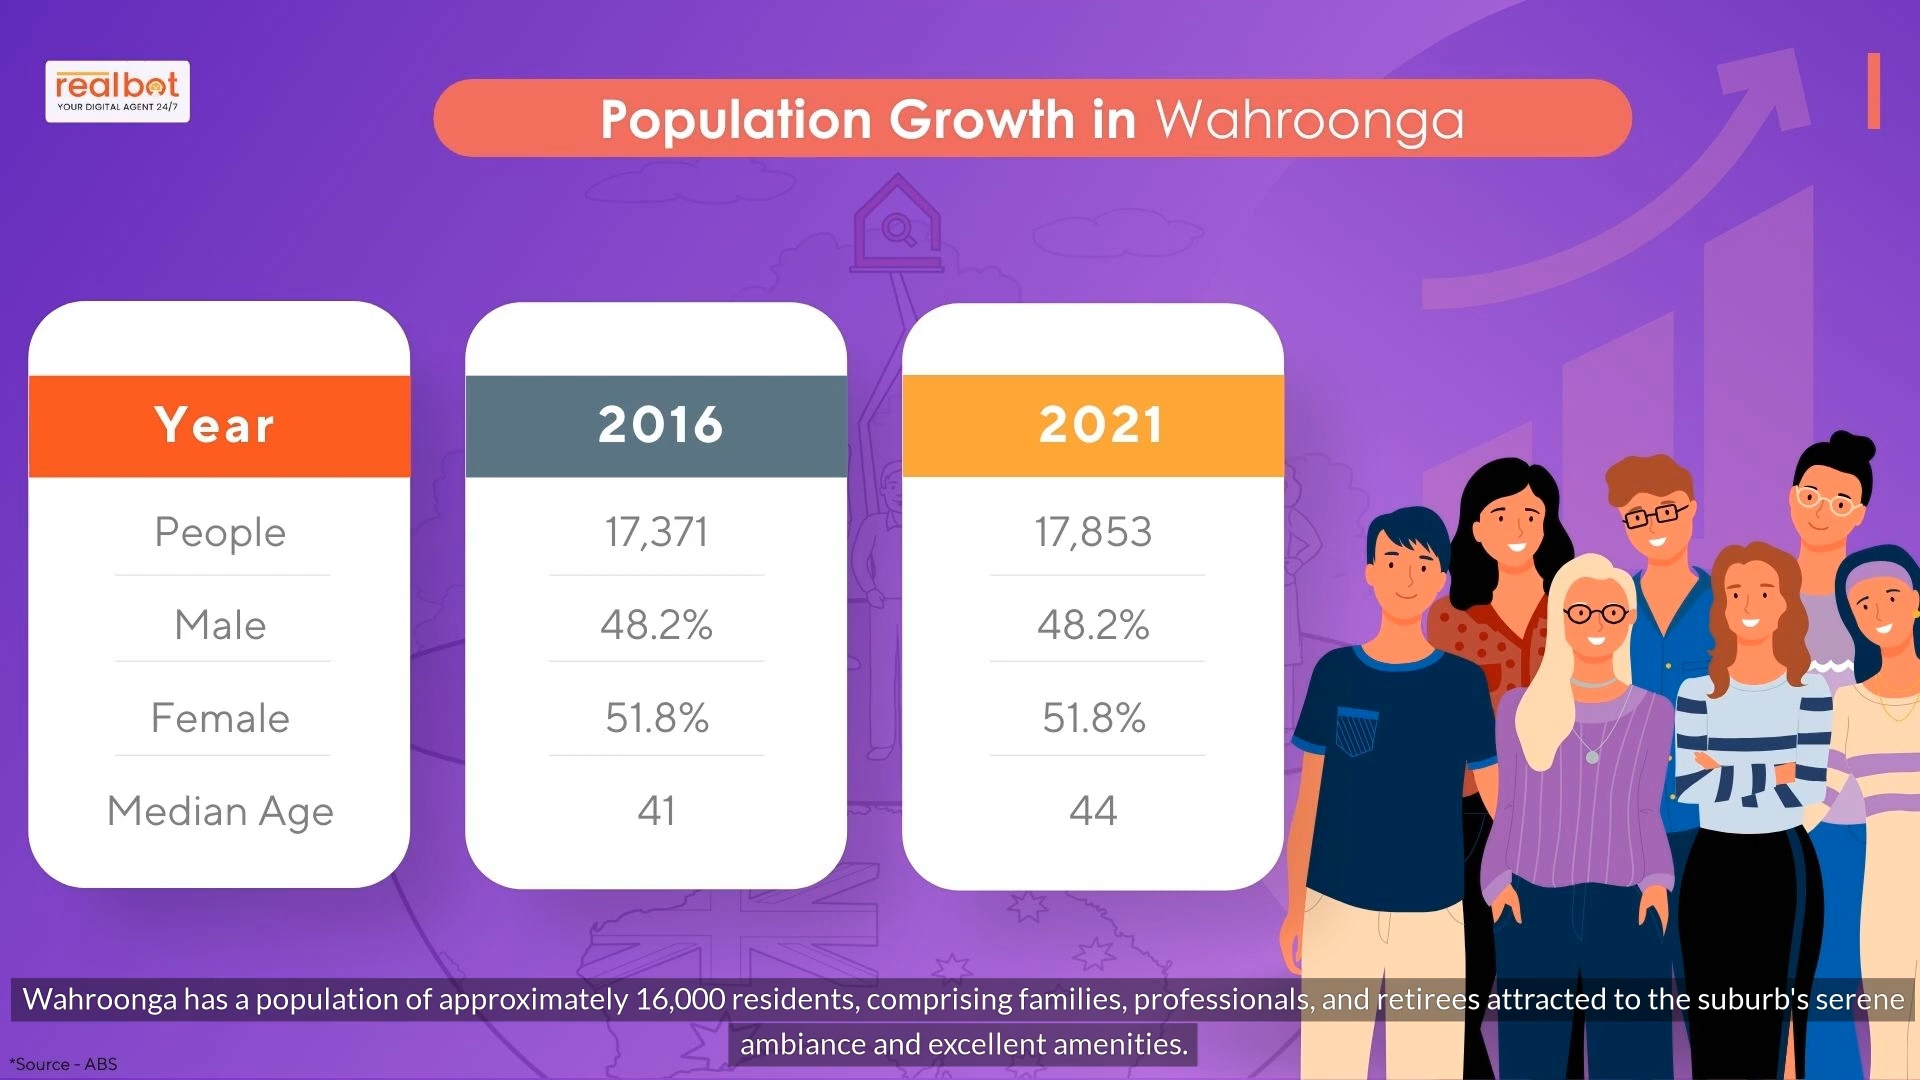 realbot
YOUR DIGITAL AGENT 24/7
Population Growth in Wahroonga
Year 2016 2021
People 17,371 17,853
Male 48.2% 48.2%
Female 51.8% 51.8%
Median Age 41 44
Wahroonga has a population of approximately 16,000 residents, comprising families, professionals, and retirees attracted to the suburb's serene
ambiance and excellent amenities.
*Source - ABS